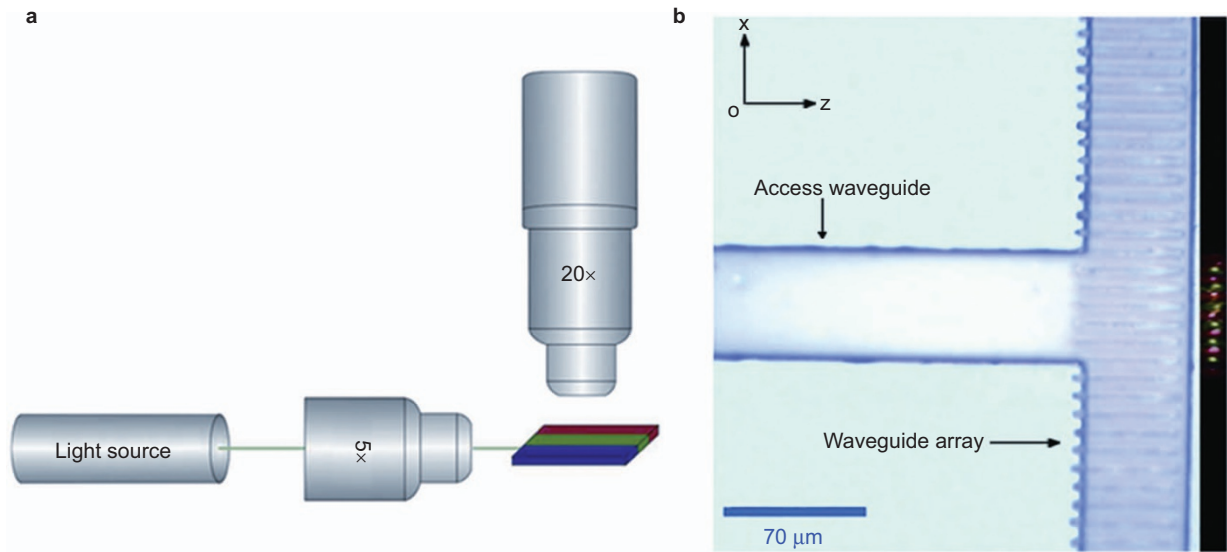 a
Light source
5×
20×
b
x
o
z
Access waveguide
Waveguide array
70 μm